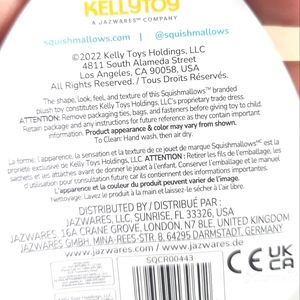 KELLYTOY
A JAZWARES™ COMPANY
squishmallows.com @squishmallows
©2022 Kelly Toys Holdings, LLC
4811 South Alameda Street
Los Angeles, CA 90058, USA
All Rights Reserved. / Tous Droits Réservés.
The shape, look, feel, and texture of this Squishmallows™ branded
plush toy constitutes Kelly Toys Holdings, LLC's proprietary trade dress.
ATTENTION: Remove packaging ties, bags, and fasteners before giving to child.
Retain package and any instructions for future reference as they contain important
information. Product appearance & color may vary from shown.
To Clean: Hand wash, then air dry.
La forme, l'apparence, la sensation et la texture de ce jouet de marque Squishmallows
propriété exclusive de Kelly Toys Holdings, LLC. ATTENTION : Retirer les fils de l'emballage, les
sachets et les attaches avant de donner le jouet à l'enfant. Conserver l'emballage et le manuel
d'utilisation pour consultation future car ils contiennent des informations importantes.
L'apparence et la couleur du produit peuvent varier de l'image.
Nettoyage: Lavez le produit à la main et laissez-le sécher à l'air libre.
DISTRIBUTED BY / DISTRIBUÉ PAR :
JAZWARES, LLC, SUNRISE, FL 33326, USA
JAZWARES, 16A CRANE GROVE, LONDON, N7 8LE, UNITED KINGDOM
JAZWARES GMBH, MINA-REES-STR. 8, 64295 DARMSTADT, GERMANY
www.jazwares.com | www.jazwares.de
SQCR00443
CE UK
CA